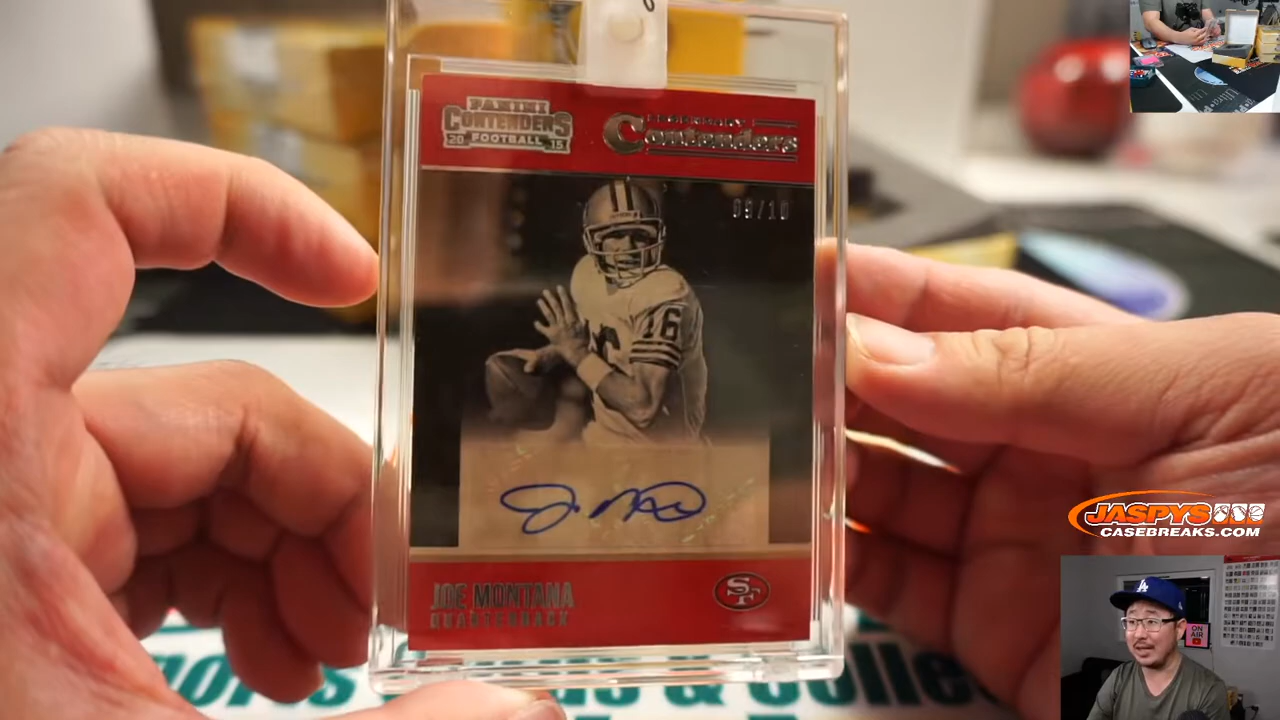 PANINI
CONTENDERS
20 FOOTBALL 15
LEGENDARY
Contenders
09/10
16
JOE MONTANA
QUARTERBACK
SF
JASPYS
CASEBREAKS.COM
LA
ON
AIR